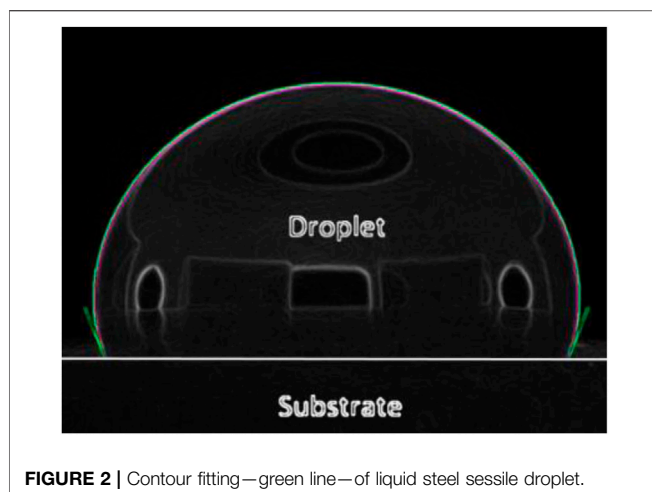 Droplet
Substrate
FIGURE 2 | Contour fitting—green line—of liquid steel sessile droplet.